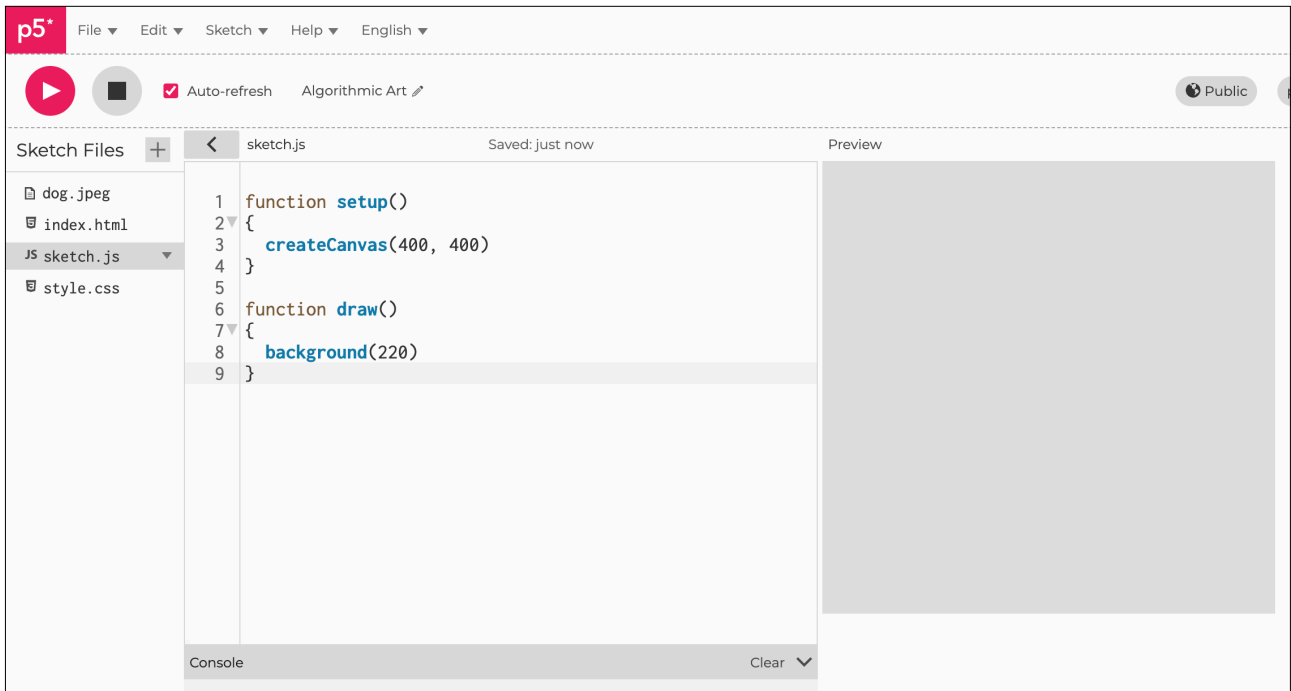 p5* File Edit Sketch Help English
Auto-refresh Algorithmic Art Public
Sketch Files + sketch.js Saved: just now Preview
dog.jpeg
index.html
JS sketch.js
style.css
1 function setup()
2 {
3 createCanvas(400, 400)
4 }
5
6 function draw()
7 {
8 background(220)
9 }
Console Clear